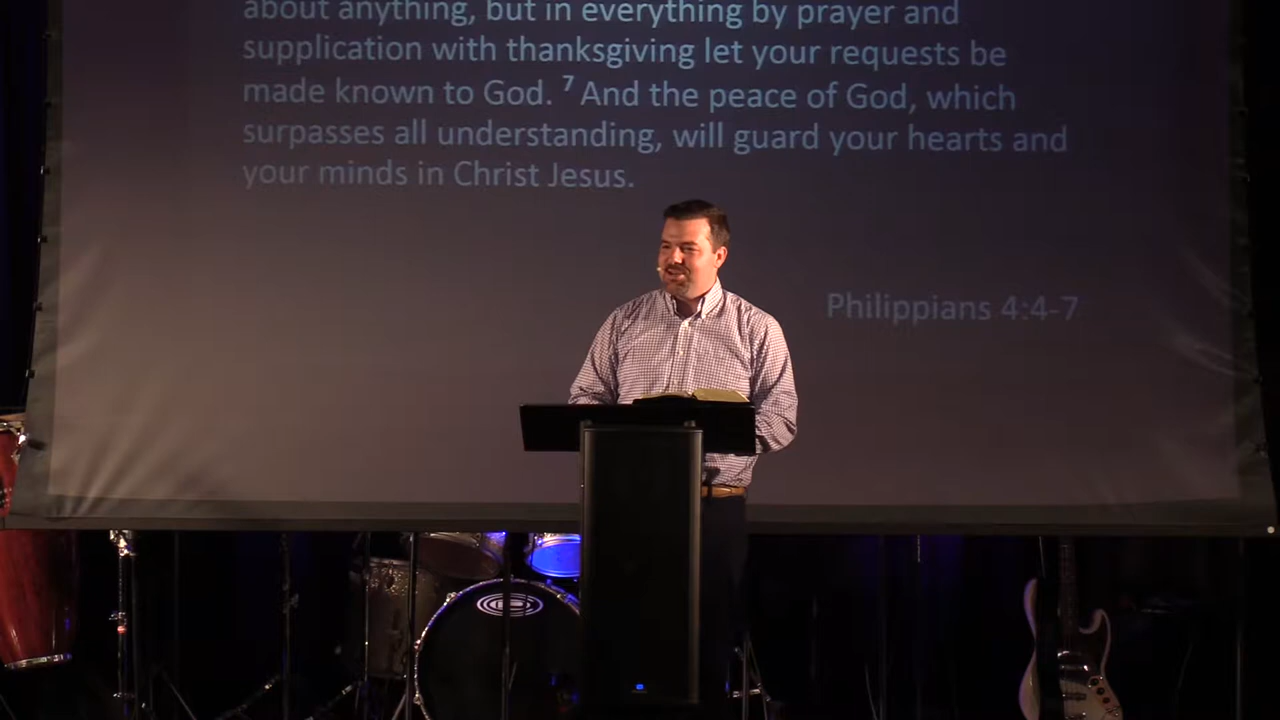 about anything, but in everything by prayer and
supplication with thanksgiving let your requests be
made known to God. ⁷ And the peace of God, which
surpasses all understanding, will guard your hearts and
your minds in Christ Jesus.
Philippians 4:4-7